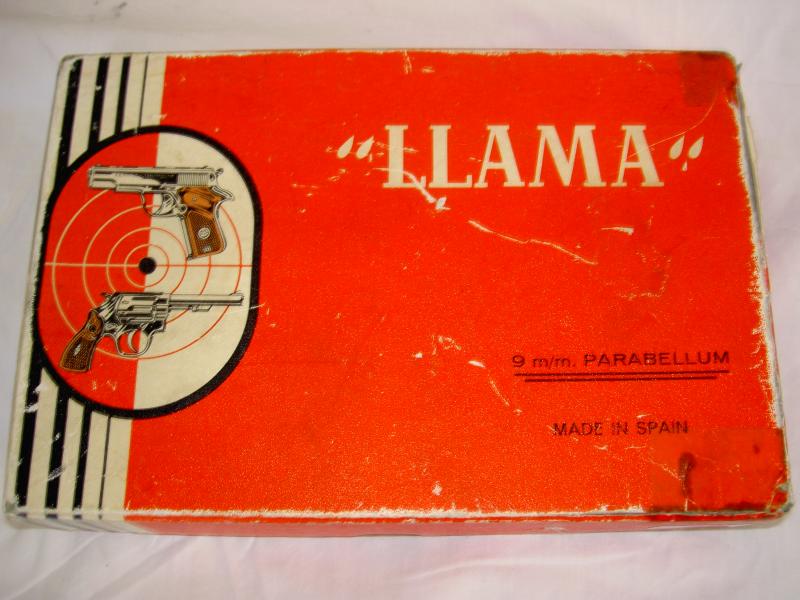 "LLAMA"
9 m/m. PARABELLUM
MADE IN SPAIN